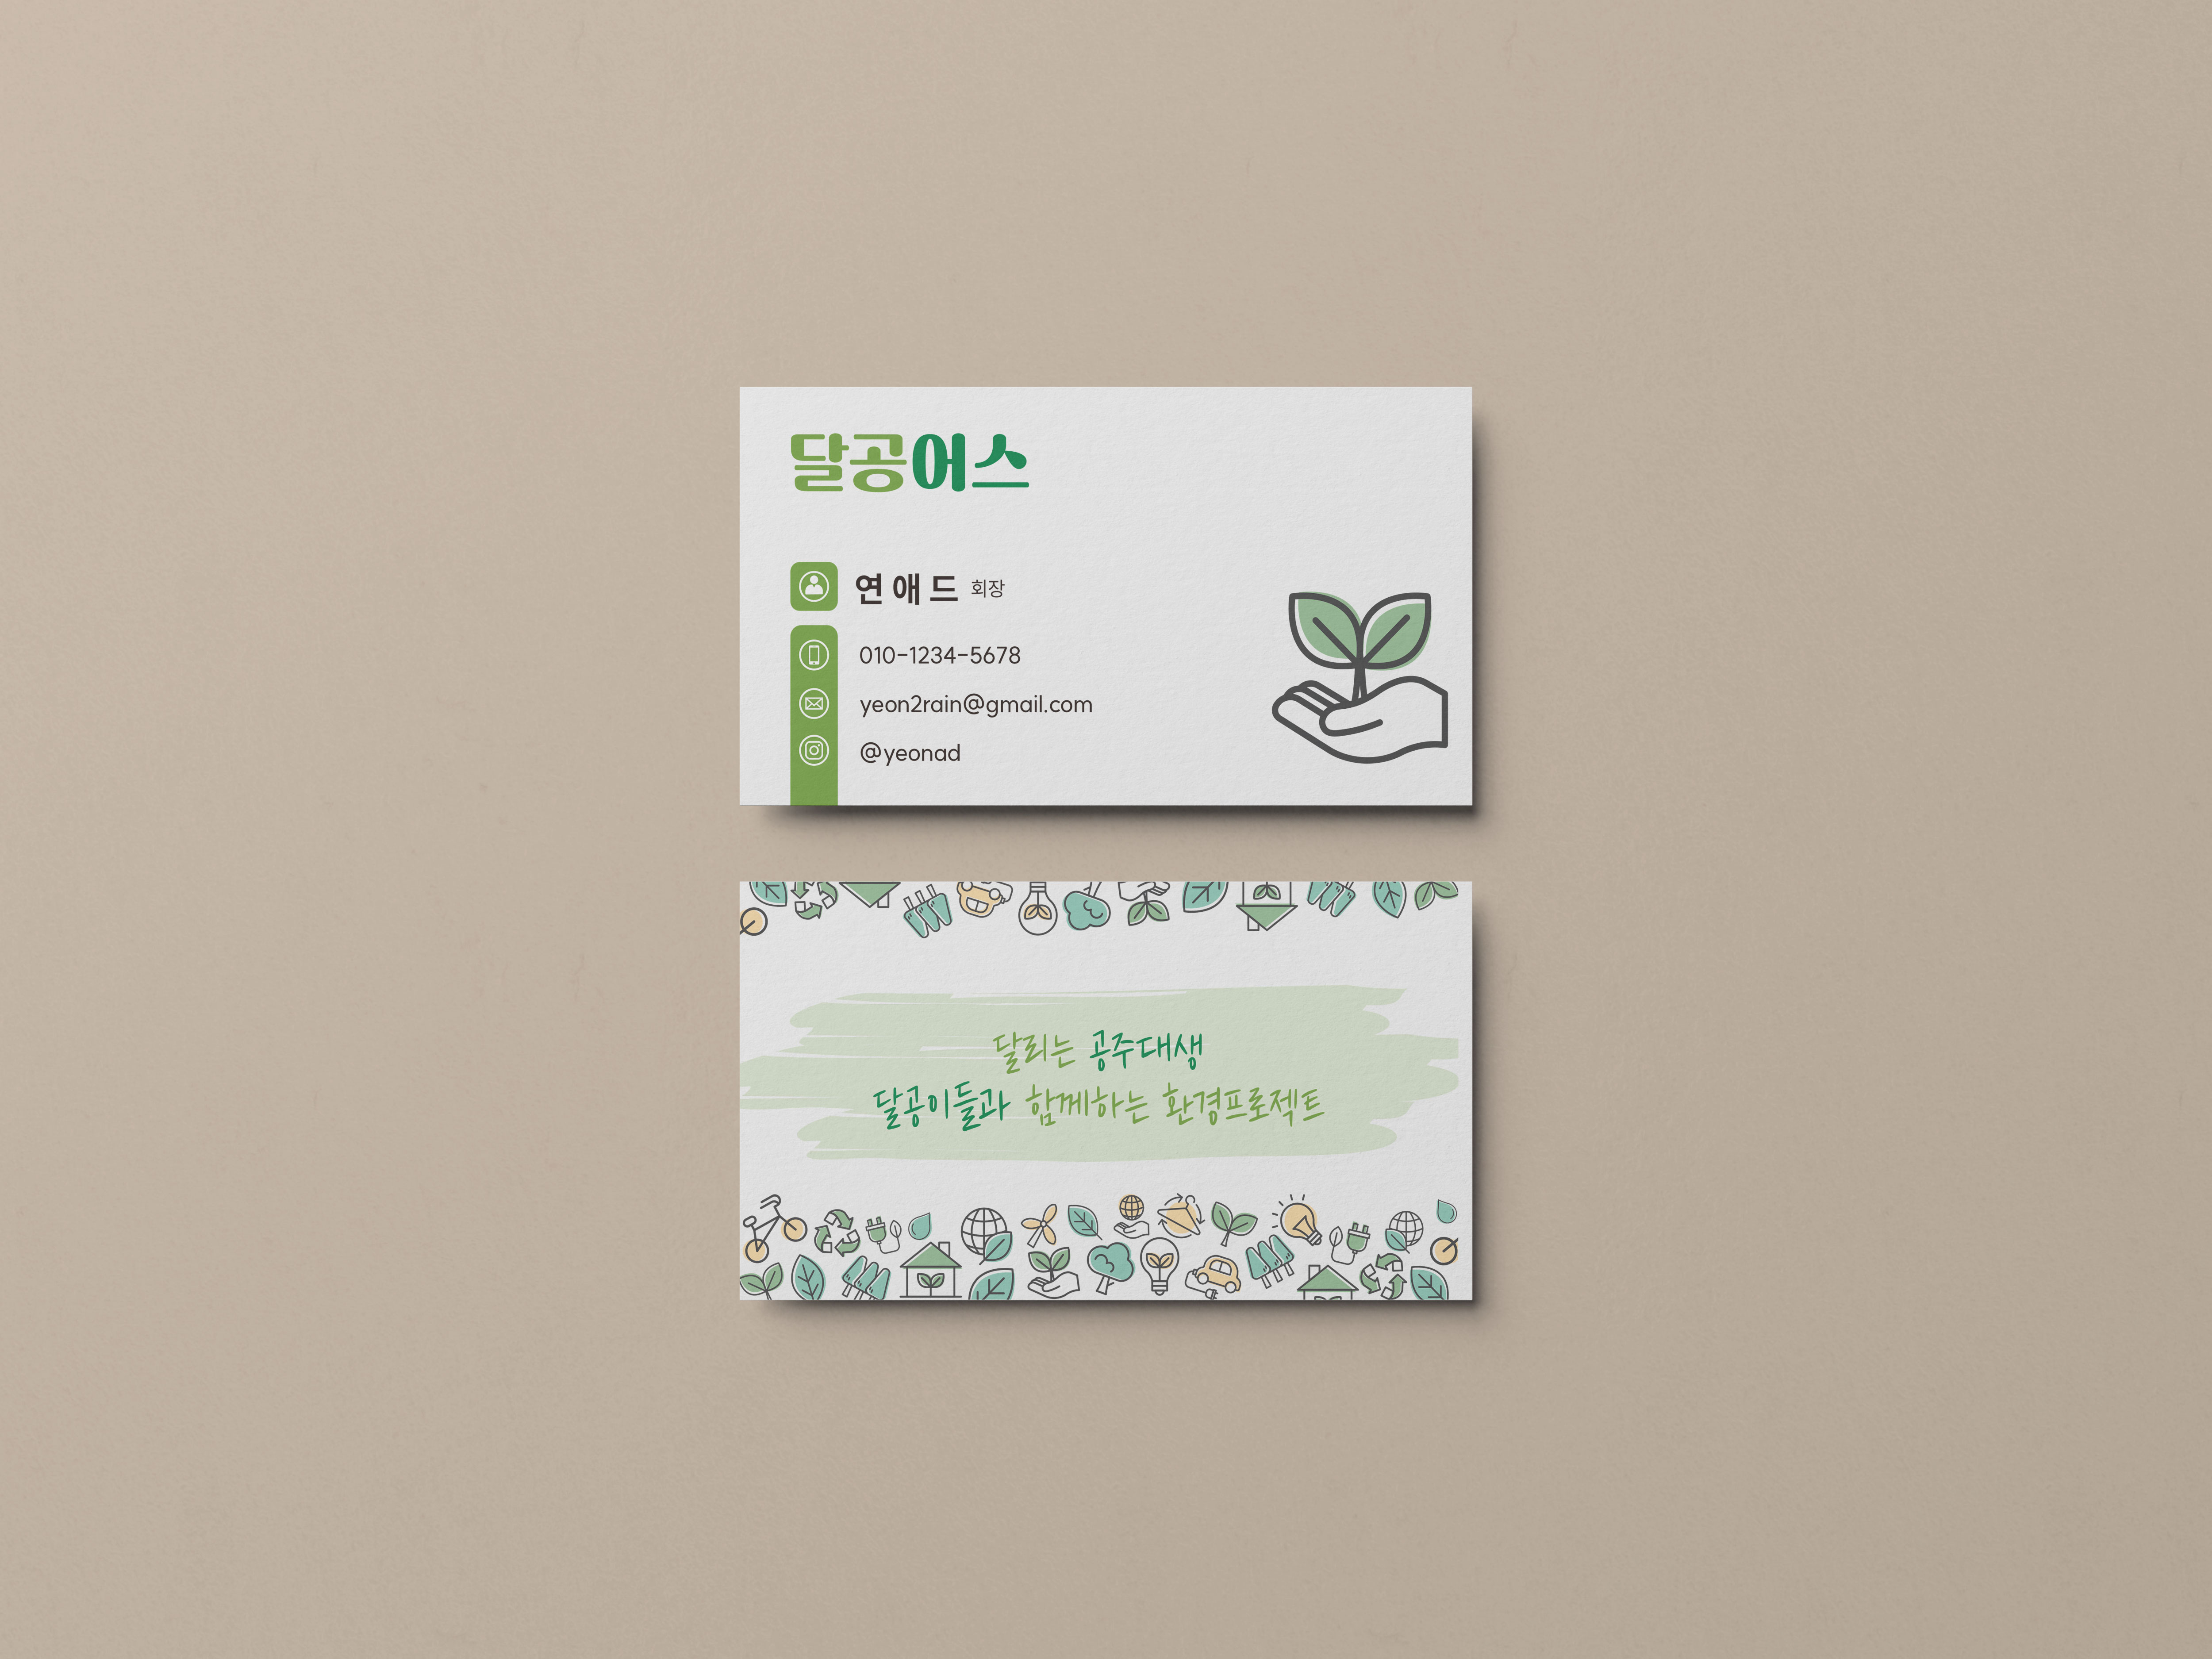 달공어스
연애드 회장
010-1234-5678
yeon2rain@gmail.com
@yeonad
달리는 공주대생
달공이들과 함께하는 환경프로젝트